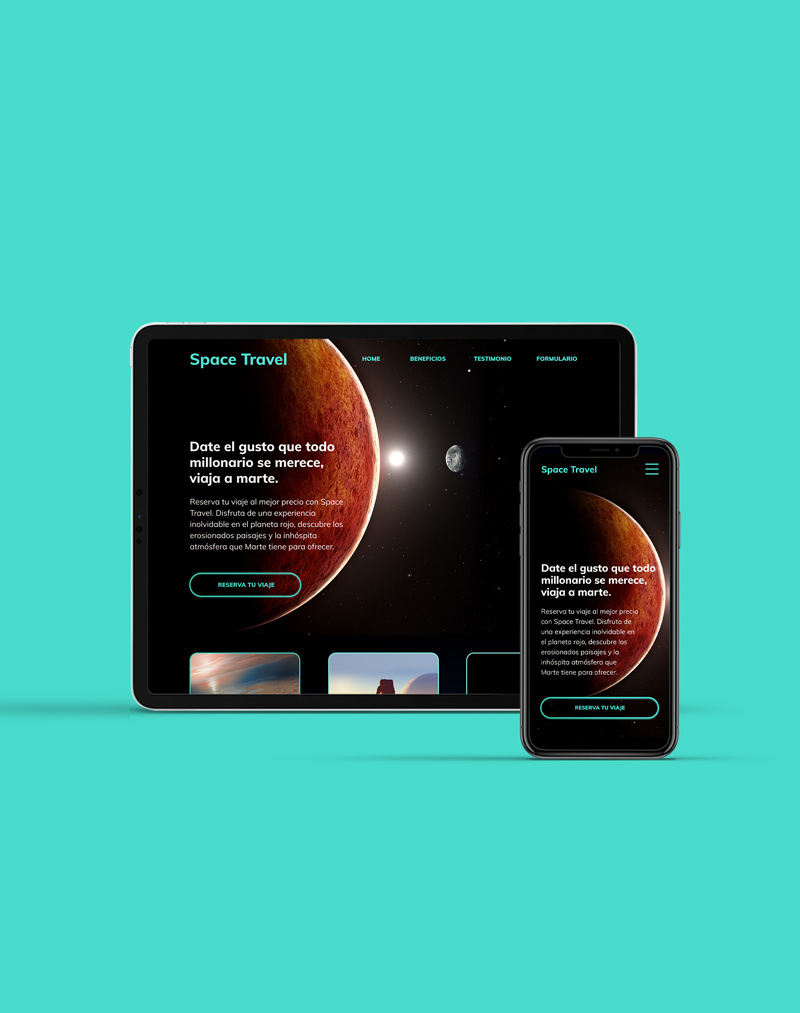 Space Travel
HOME
BENEFICIOS
TESTIMONIO
FORMULARIO
Date el gusto que todo
millonario se merece,
viaja a marte.
Reserva tu viaje al mejor precio con Space
Travel. Disfruta de una experiencia
inolvidable en el planeta rojo, descubre los
erosionados paisajes y la inhóspita
atmósfera que Marte tiene para ofrecer.
RESERVA TU VIAJE
Space Travel
Date el gusto que todo
millonario se merece,
viaja a marte.
Reserva tu viaje al mejor precio
con Space Travel. Disfruta de
una experiencia inolvidable en
el planeta rojo, descubre los
erosionados paisajes y la
inhóspita atmósfera que
Marte tiene para ofrecer.
RESERVA TU VIAJE